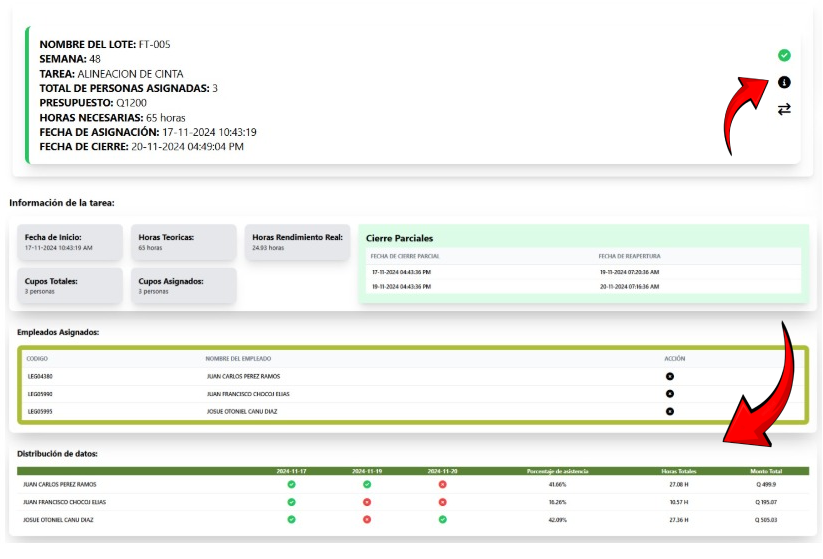 NOMBRE DEL LOTE: FT-005
SEMANA: 48
TAREA: ALINEACION DE CINTA
TOTAL DE PERSONAS ASIGNADAS: 3
PRESUPUESTO: Q1200
HORAS NECESARIAS: 65 horas
FECHA DE ASIGNACIÓN: 17-11-2024 10:43:19
FECHA DE CIERRE: 20-11-2024 04:49:04 PM
Información de la tarea:
Fecha de Inicio:
17-11-2024 10:43:19 AM
Horas Teoricas:
65 horas
Horas Rendimiento Real:
24.93 horas
Cupos Totales:
3 personas
Cupos Asignados:
3 personas
Cierre Parciales
FECHA DE CIERRE PARCIAL FECHA DE REAPERTURA
17-11-2024 04:43:36 PM 19-11-2024 07:20:36 AM
19-11-2024 04:43:36 PM 20-11-2024 07:16:36 AM
Empleados Asignados:
CODIGO NOMBRE DEL EMPLEADO ACCIÓN
LEG04380 JUAN CARLOS PEREZ RAMOS
LEG05990 JUAN FRANCISCO CHOCOJ ELIAS
LEG05995 JOSUE OTONIEL CANU DIAZ
Distribución de datos:
2024-11-17 2024-11-19 2024-11-20 Porcentaje de asistencia Horas Totales Monto Total
JUAN CARLOS PEREZ RAMOS 41.66% 27.08 H Q 499.9
JUAN FRANCISCO CHOCOJ ELIAS 16.26% 10.57 H Q 195.07
JOSUE OTONIEL CANU DIAZ 42.09% 27.36 H Q 505.03